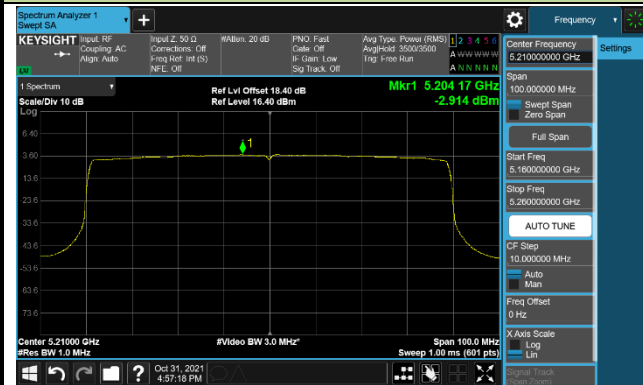 Spectrum Analyzer 1
Swept SA
Frequency
KEYSIGHT
Input: RF
Coupling: AC
Align: Auto
Input Z: 50 Ω
Corrections: Off
Freq Ref: Int (S)
NFE: Off
#Atten: 20 dB
PNO: Fast
Gate: Off
IF Gain: Low
Sig Track: Off
Avg Type: Power (RMS)
Avg|Hold: 3500/3500
Trig: Free Run
1 2 3 4 5 6
A W W W W W
A N N N N N
1 Spectrum
Scale/Div 10 dB
Log
Ref Lvl Offset 18.40 dB
Ref Level 16.40 dBm
Mkr1 5.204 17 GHz
-2.914 dBm
1
6.40
-3.60
-13.6
-23.6
-33.6
-43.6
-53.6
-63.6
-73.6
Center 5.21000 GHz
#Res BW 1.0 MHz
#Video BW 3.0 MHz*
Span 100.0 MHz
Sweep 1.00 ms (601 pts)
Oct 31, 2021
4:57:18 PM
Center Frequency
5.210000000 GHz
Settings
Span
100.000000 MHz
Swept Span
Zero Span
Full Span
Start Freq
5.160000000 GHz
Stop Freq
5.260000000 GHz
AUTO TUNE
CF Step
10.000000 MHz
Auto
Man
Freq Offset
0 Hz
X Axis Scale
Log
Lin
Signal Track
(Span Zoom)